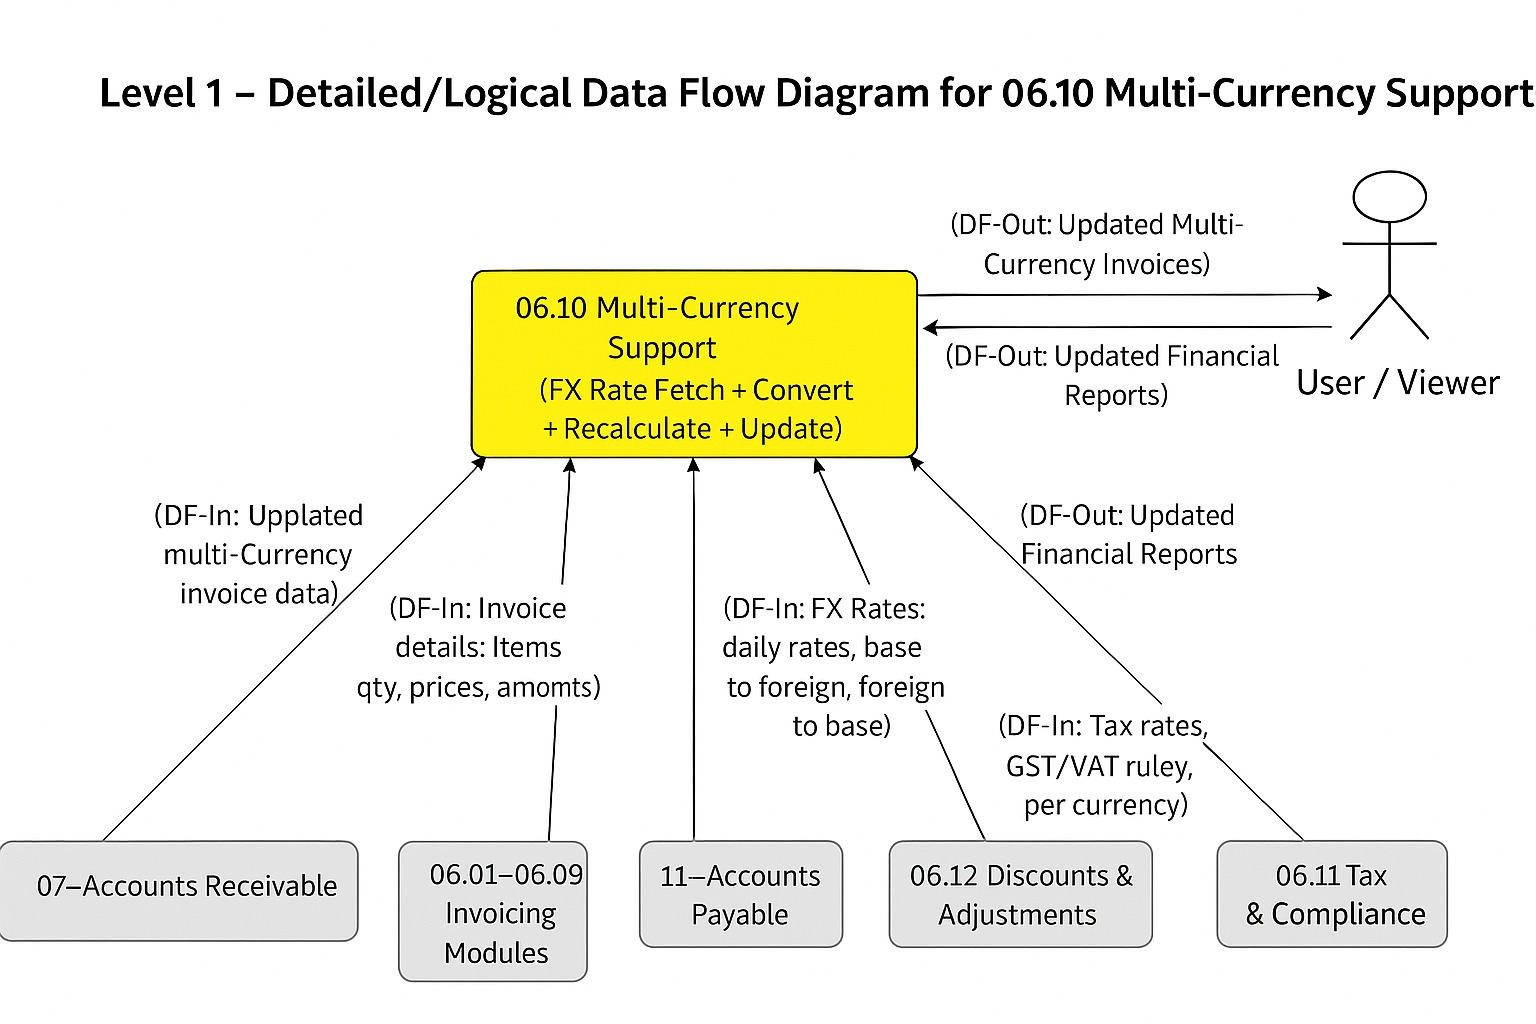 Level 1 – Detailed/Logical Data Flow Diagram for 06.10 Multi-Currency Support
(DF-Out: Updated Multi-
Currency Invoices)
06.10 Multi-Currency
Support
(FX Rate Fetch + Convert
+ Recalculate + Update)
(DF-Out: Updated Financial
Reports)
User / Viewer
(DF-In: Upplated
multi-Currency
invoice data)
(DF-Out: Updated
Financial Reports
(DF-In: Invoice
details: Items
qty, prices, amomts)
(DF-In: FX Rates:
daily rates, base
to foreign, foreign
to base)
(DF-In: Tax rates,
GST/VAT ruley,
per currency)
07–Accounts Receivable
06.01–06.09
Invoicing
Modules
11–Accounts
Payable
06.12 Discounts &
Adjustments
06.11 Tax
& Compliance